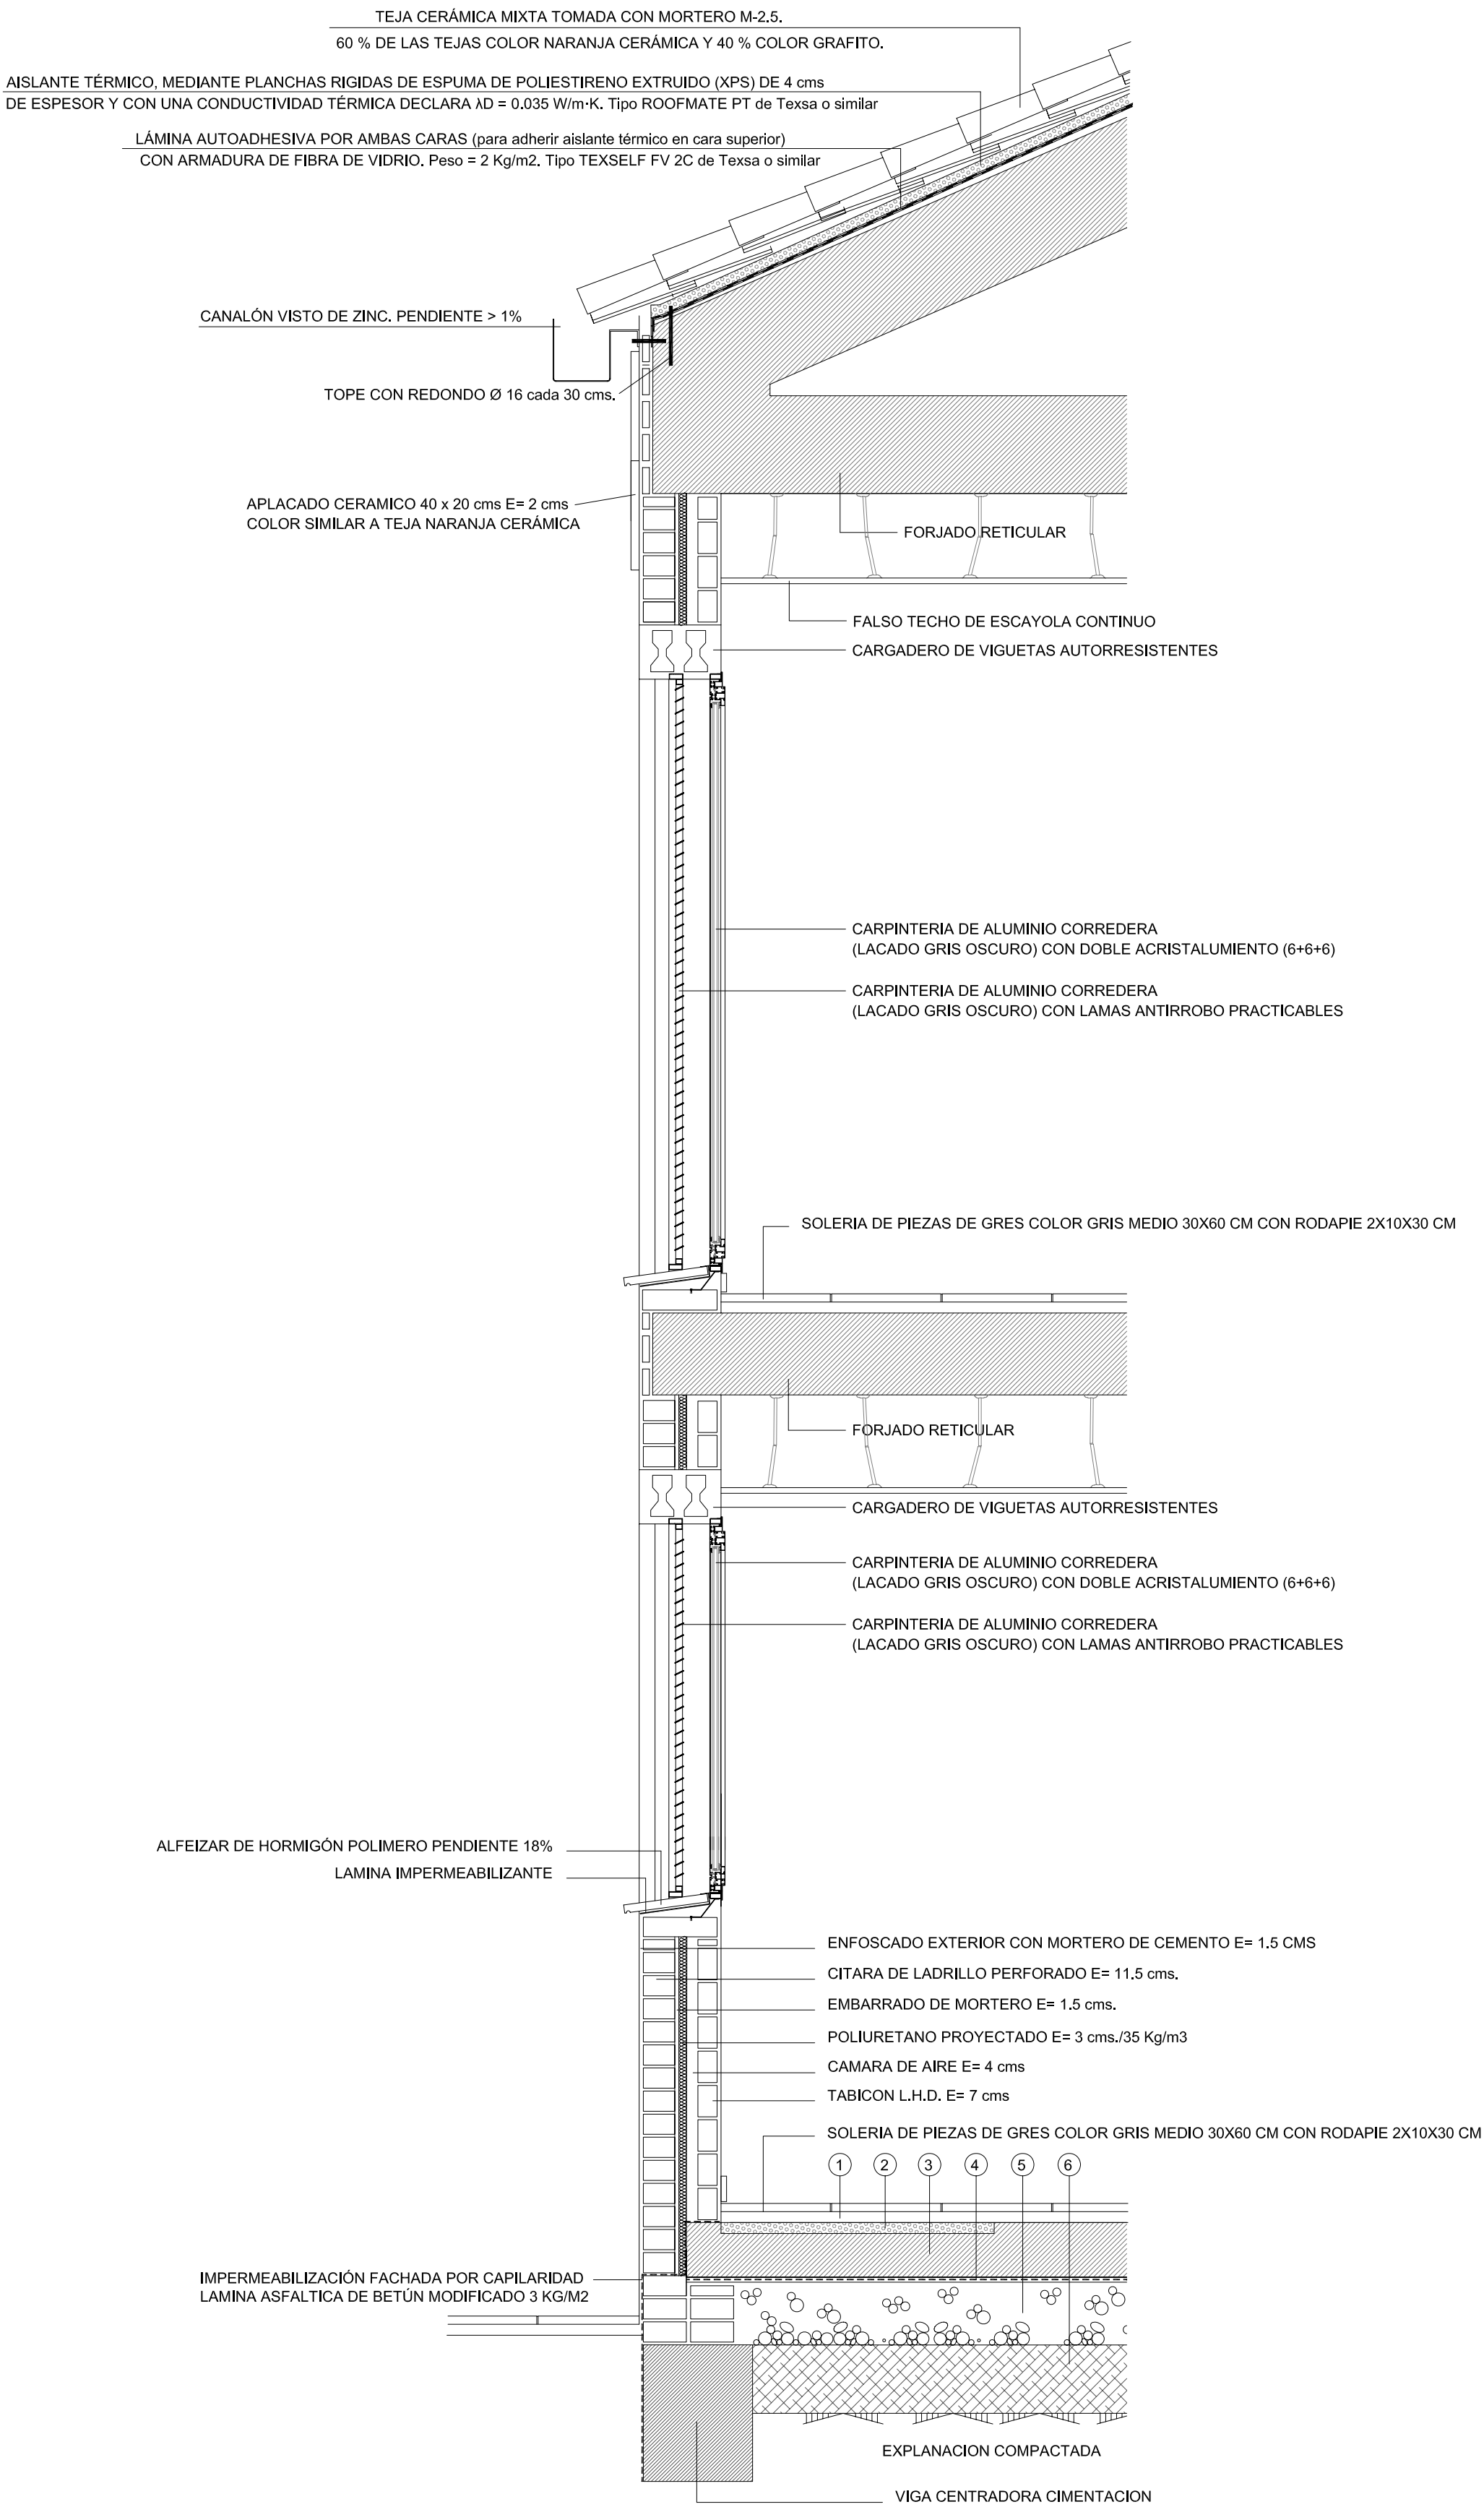 TEJA CERÁMICA MIXTA TOMADA CON MORTERO M-2.5.
60 % DE LAS TEJAS COLOR NARANJA CERÁMICA Y 40 % COLOR GRAFITO.
AISLANTE TÉRMICO, MEDIANTE PLANCHAS RIGIDAS DE ESPUMA DE POLIESTIRENO EXTRUIDO (XPS) DE 4 cms
DE ESPESOR Y CON UNA CONDUCTIVIDAD TÉRMICA DECLARA λD = 0.035 W/m·K. Tipo ROOFMATE PT de Texsa o similar
LÁMINA AUTOADHESIVA POR AMBAS CARAS (para adherir aislante térmico en cara superior)
CON ARMADURA DE FIBRA DE VIDRIO. Peso = 2 Kg/m2. Tipo TEXSELF FV 2C de Texsa o similar
CANALÓN VISTO DE ZINC. PENDIENTE > 1%
TOPE CON REDONDO Ø 16 cada 30 cms.
APLACADO CERAMICO 40 x 20 cms E= 2 cms
COLOR SIMILAR A TEJA NARANJA CERÁMICA
FORJADO RETICULAR
FALSO TECHO DE ESCAYOLA CONTINUO
CARGADERO DE VIGUETAS AUTORRESISTENTES
CARPINTERIA DE ALUMINIO CORREDERA
(LACADO GRIS OSCURO) CON DOBLE ACRISTALUMIENTO (6+6+6)
CARPINTERIA DE ALUMINIO CORREDERA
(LACADO GRIS OSCURO) CON LAMAS ANTIRROBO PRACTICABLES
SOLERIA DE PIEZAS DE GRES COLOR GRIS MEDIO 30X60 CM CON RODAPIE 2X10X30 CM
FORJADO RETICULAR
CARGADERO DE VIGUETAS AUTORRESISTENTES
CARPINTERIA DE ALUMINIO CORREDERA
(LACADO GRIS OSCURO) CON DOBLE ACRISTALUMIENTO (6+6+6)
CARPINTERIA DE ALUMINIO CORREDERA
(LACADO GRIS OSCURO) CON LAMAS ANTIRROBO PRACTICABLES
ALFEIZAR DE HORMIGÓN POLIMERO PENDIENTE 18%
LAMINA IMPERMEABILIZANTE
ENFOSCADO EXTERIOR CON MORTERO DE CEMENTO E= 1.5 CMS
CITARA DE LADRILLO PERFORADO E= 11.5 cms.
EMBARRADO DE MORTERO E= 1.5 cms.
POLIURETANO PROYECTADO E= 3 cms./35 Kg/m3
CAMARA DE AIRE E= 4 cms
TABICON L.H.D. E= 7 cms
SOLERIA DE PIEZAS DE GRES COLOR GRIS MEDIO 30X60 CM CON RODAPIE 2X10X30 CM
1 2 3 4 5 6
IMPERMEABILIZACIÓN FACHADA POR CAPILARIDAD
LAMINA ASFALTICA DE BETÚN MODIFICADO 3 KG/M2
EXPLANACION COMPACTADA
VIGA CENTRADORA CIMENTACION